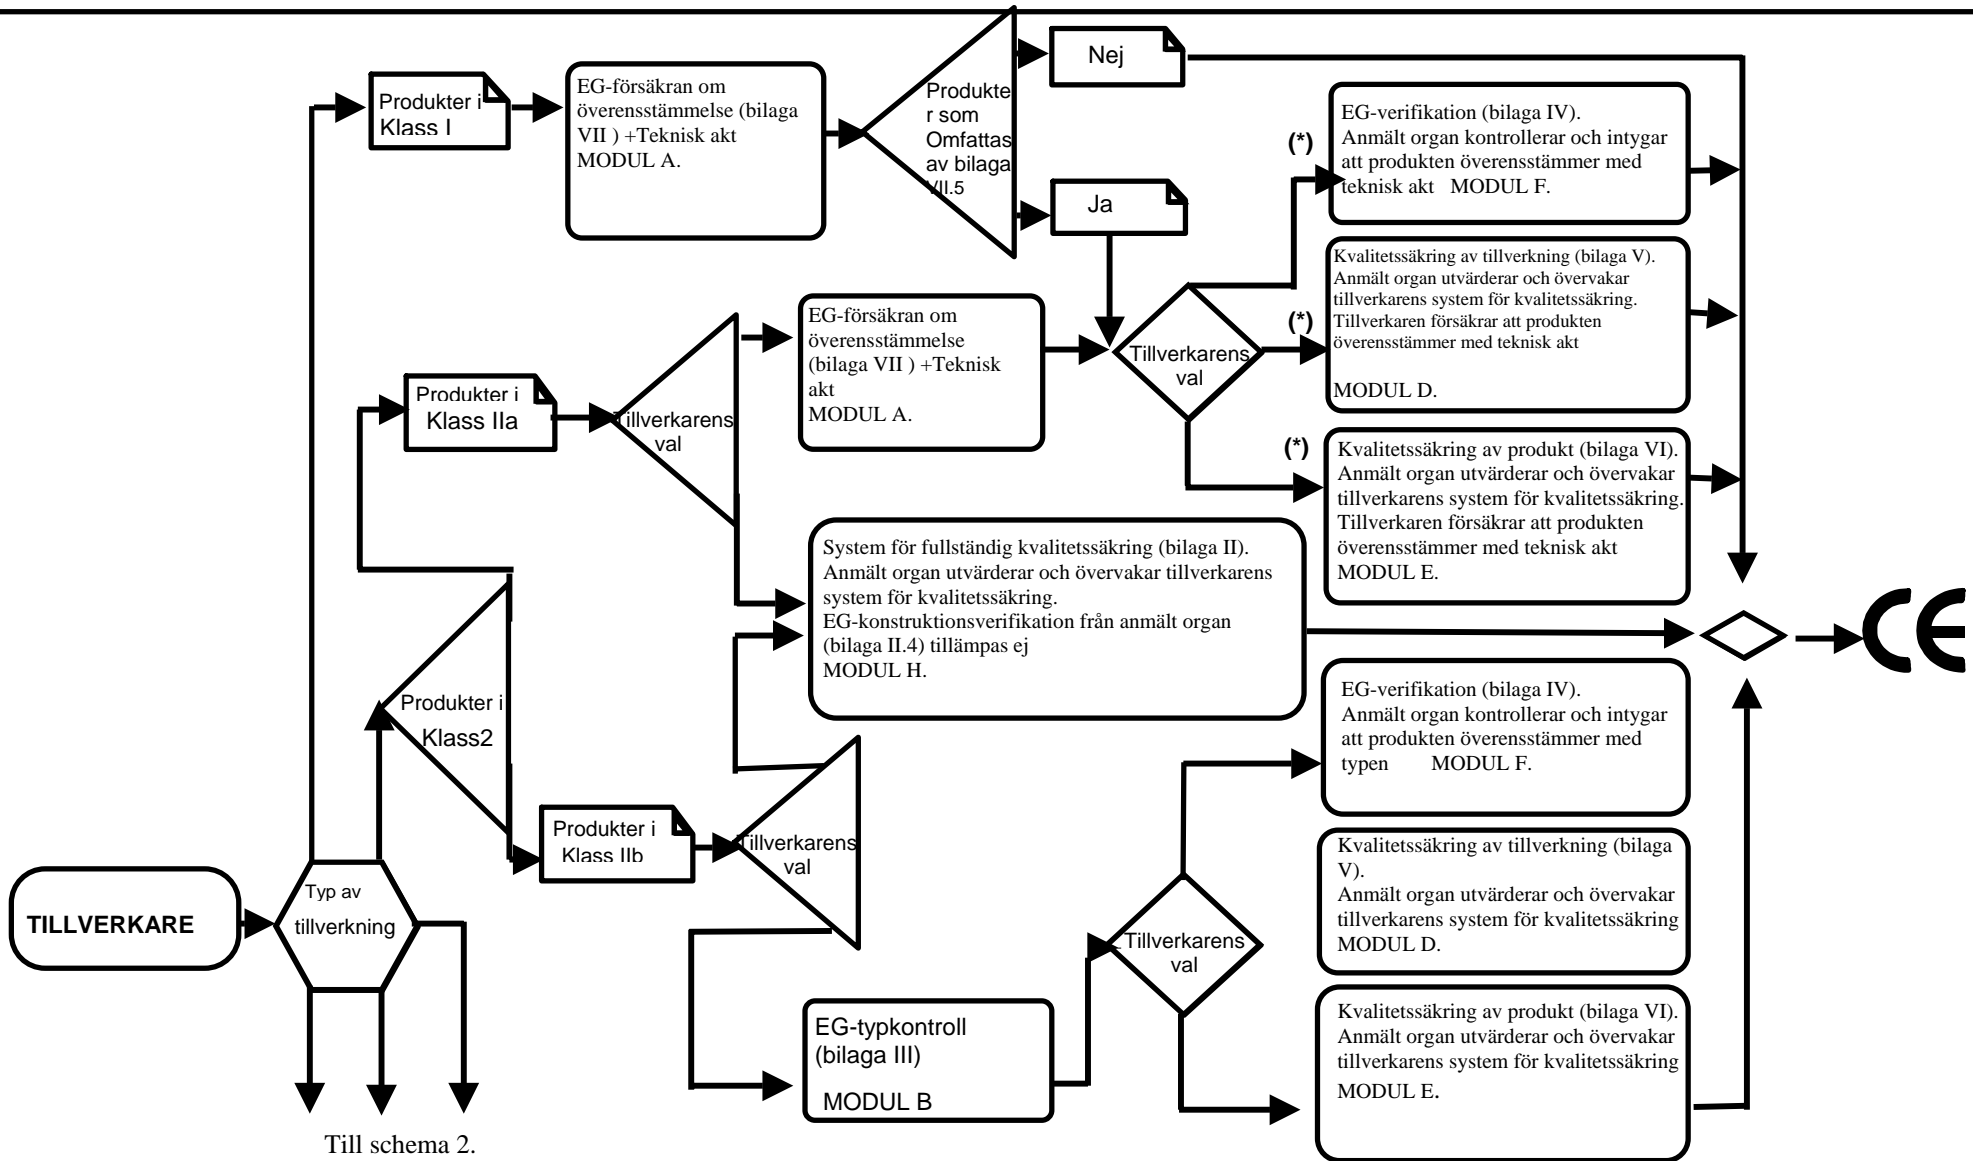 Nej
Produkter i
Klass I
EG-försäkran om
överensstämmelse (bilaga
VII ) +Teknisk akt
MODUL A.
Produkte
r som
Omfattas
av bilaga
VII.5
Ja
(*)
EG-verifikation (bilaga IV).
Anmält organ kontrollerar och intygar
att produkten överensstämmer med
teknisk akt MODUL F.
Kvalitetssäkring av tillverkning (bilaga V).
Anmält organ utvärderar och övervakar
tillverkarens system för kvalitetssäkring.
Tillverkaren försäkrar att produkten
överensstämmer med teknisk akt
MODUL D.
(*)
EG-försäkran om
överensstämmelse
(bilaga VII ) +Teknisk
akt
MODUL A.
Tillverkarens
val
Produkter i
Klass IIa
Tillverkarens
val
(*)
Kvalitetssäkring av produkt (bilaga VI).
Anmält organ utvärderar och övervakar
tillverkarens system för kvalitetssäkring.
Tillverkaren försäkrar att produkten
överensstämmer med teknisk akt
MODUL E.
System för fullständig kvalitetssäkring (bilaga II).
Anmält organ utvärderar och övervakar tillverkarens
system för kvalitetssäkring.
EG-konstruktionsverifikation från anmält organ
(bilaga II.4) tillämpas ej
MODUL H.
CE
Produkter i
Klass2
EG-verifikation (bilaga IV).
Anmält organ kontrollerar och intygar
att produkten överensstämmer med
typen MODUL F.
Produkter i
Klass IIb
Tillverkarens
val
Kvalitetssäkring av tillverkning (bilaga
V).
Anmält organ utvärderar och övervakar
tillverkarens system för kvalitetssäkring
MODUL D.
TILLVERKARE
Typ av
tillverkning
Tillverkarens
val
EG-typkontroll
(bilaga III)
MODUL B
Kvalitetssäkring av produkt (bilaga VI).
Anmält organ utvärderar och övervakar
tillverkarens system för kvalitetssäkring
MODUL E.
Till schema 2.